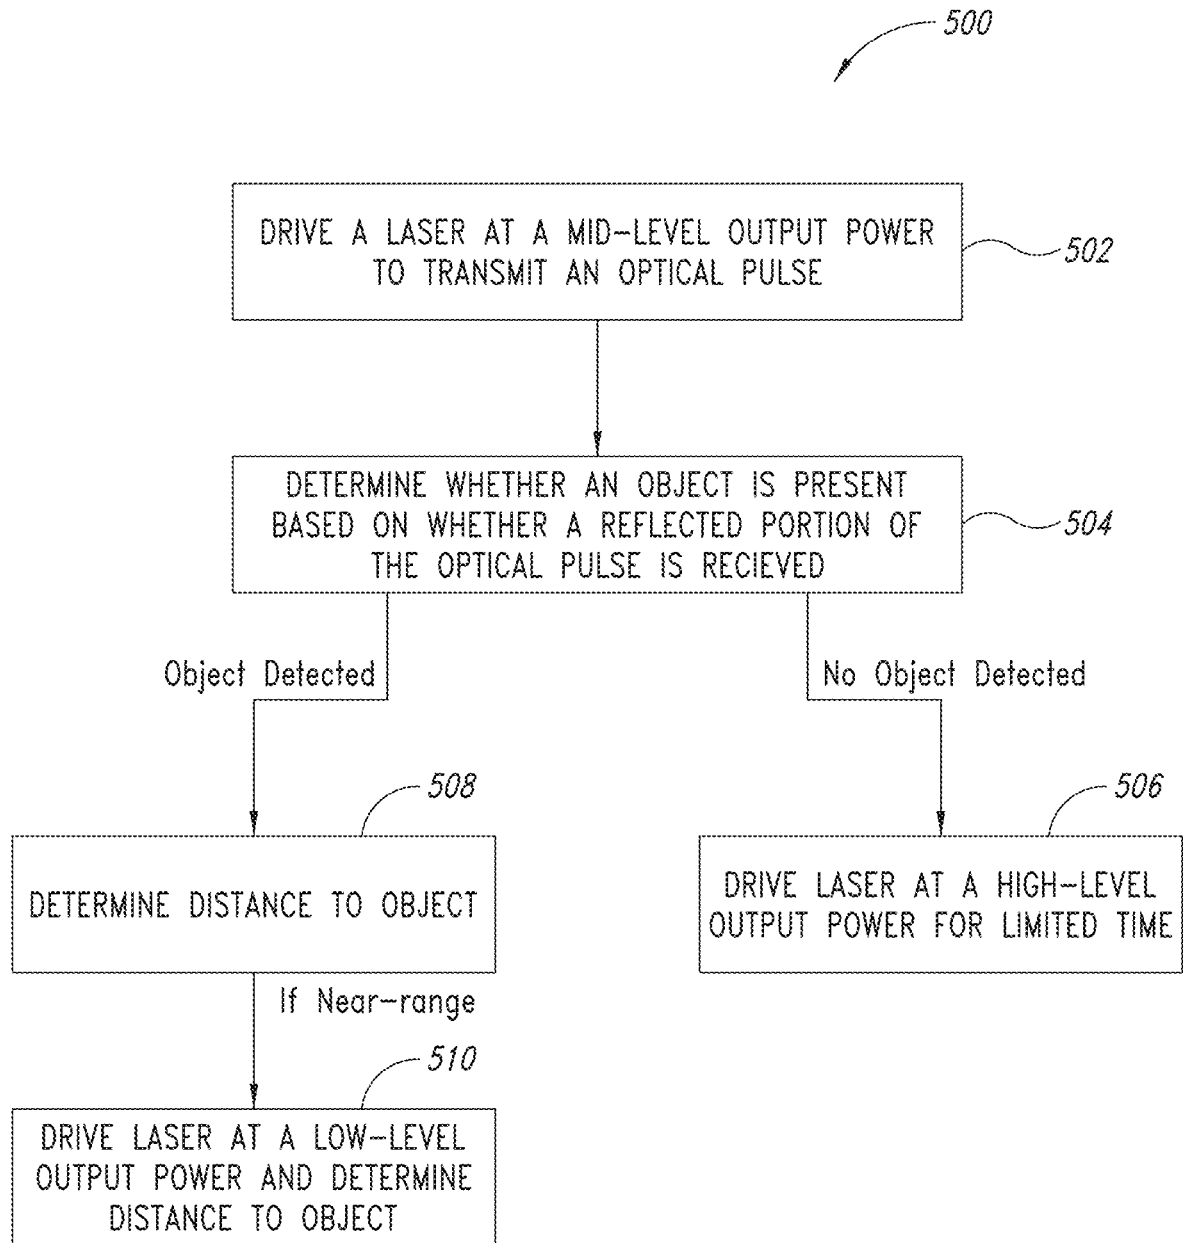 500
DRIVE A LASER AT A MID-LEVEL OUTPUT POWER
TO TRANSMIT AN OPTICAL PULSE
502
DETERMINE WHETHER AN OBJECT IS PRESENT
BASED ON WHETHER A REFLECTED PORTION OF
THE OPTICAL PULSE IS RECIEVED
504
Object Detected
No Object Detected
508
506
DETERMINE DISTANCE TO OBJECT
DRIVE LASER AT A HIGH-LEVEL
OUTPUT POWER FOR LIMITED TIME
If Near-range
510
DRIVE LASER AT A LOW-LEVEL
OUTPUT POWER AND DETERMINE
DISTANCE TO OBJECT